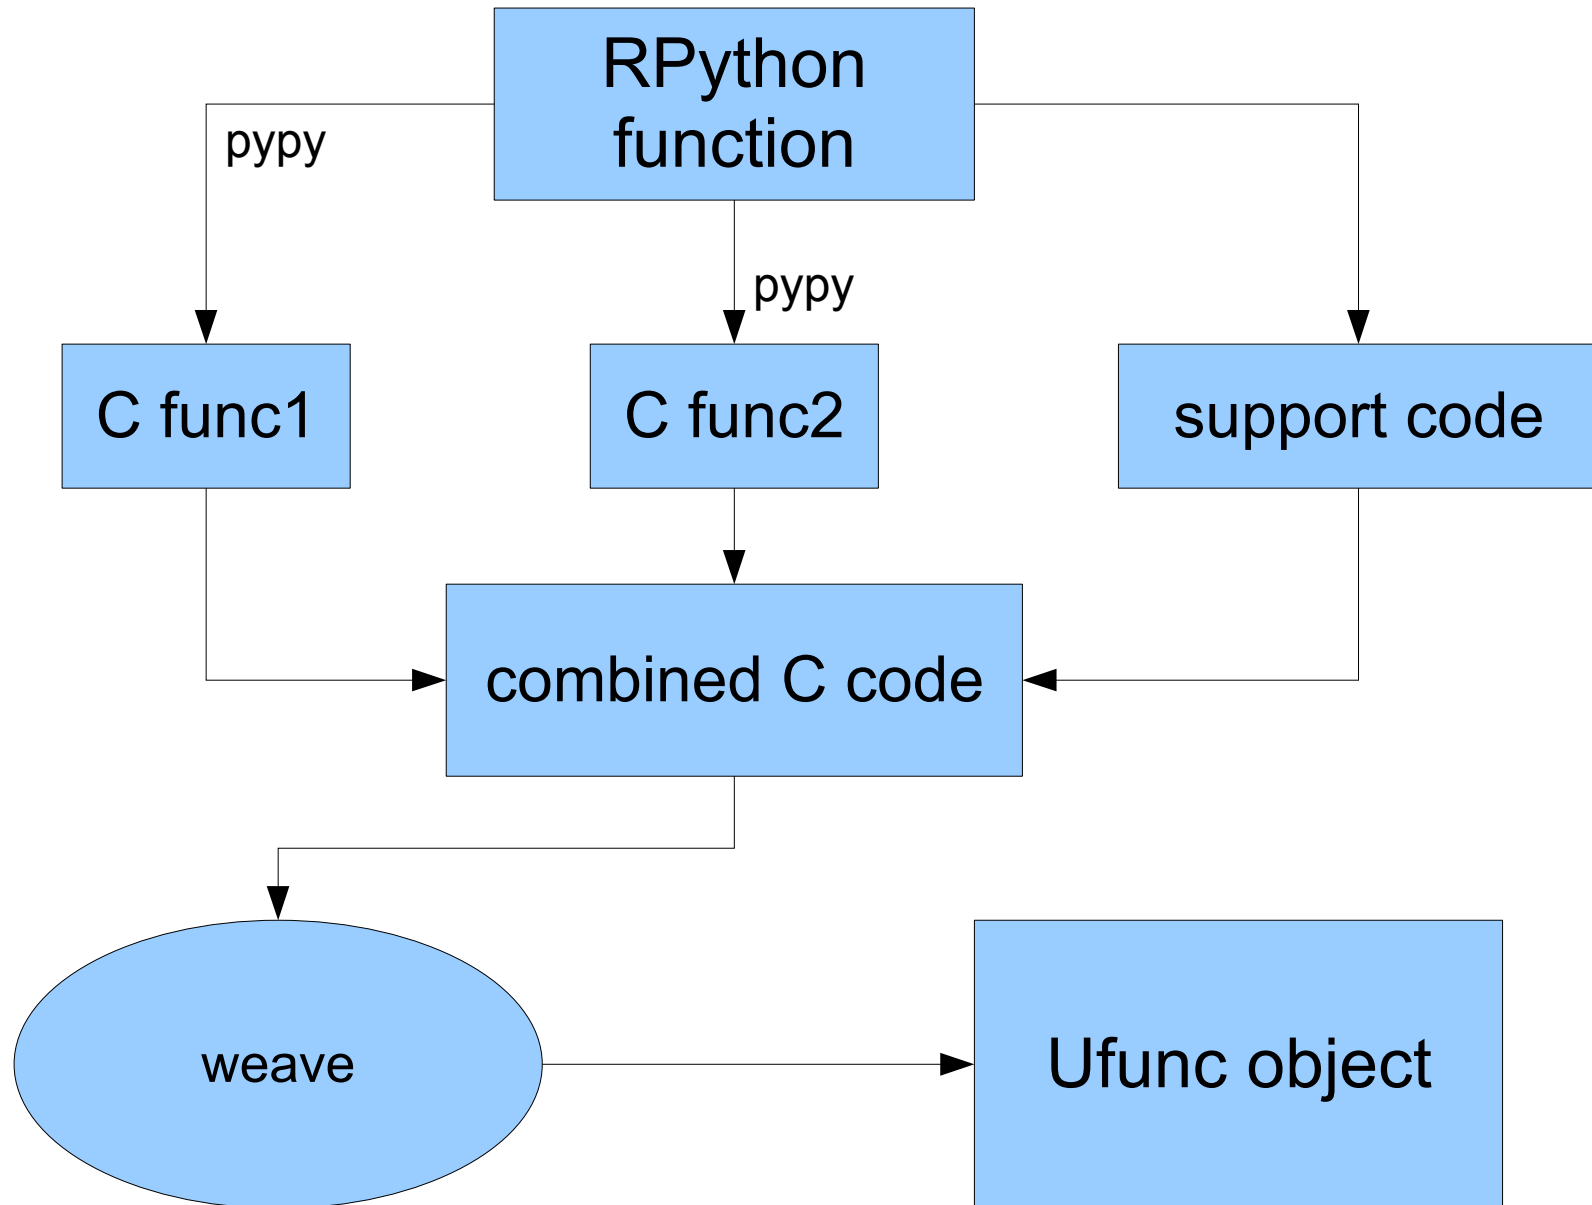 RPython
function
pypy
pypy
C func1
C func2
support code
combined C code
weave
Ufunc object